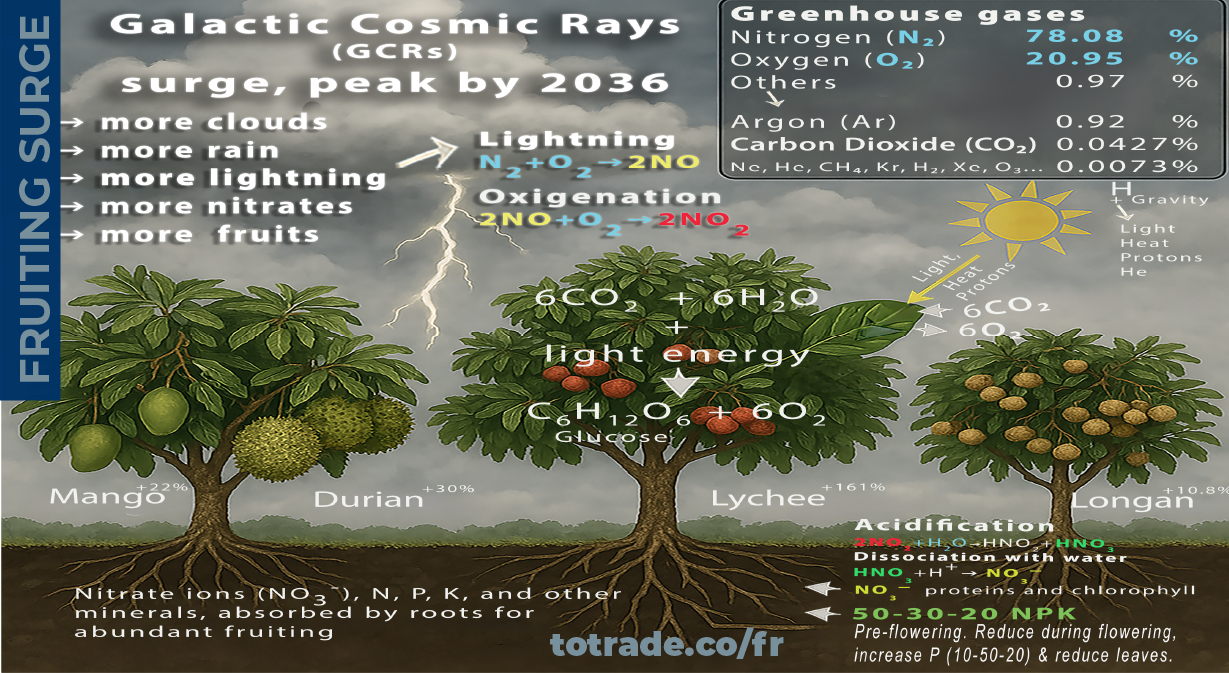 FRUITING SURGE
Galactic Cosmic Rays
(GCRs)
surge, peak by 2036
→ more clouds
→ more rain
→ more lightning
→ more nitrates
→ more fruits
Lightning
N₂+O₂→2NO
Oxigenation
2NO+O₂→2NO₂
Greenhouse gases
Nitrogen (N₂) 78.08 %
Oxygen (O₂) 20.95 %
Others 0.97 %
Argon (Ar) 0.92 %
Carbon Dioxide (CO₂) 0.0427%
Ne, He, CH₄, Kr, H₂, Xe, O₃... 0.0073%
H
+ Gravity
Light
Heat
Protons
He
Light,
Heat
Protons
6CO₂
6O₂
6CO₂ + 6H₂O
+
light energy
C₆H₁₂O₆ + 6O₂
Glucose
Mango +22%
Durian +30%
Lychee +161%
Longan +10.8%
Nitrate ions (NO₃⁻), N, P, K, and other
minerals, absorbed by roots for
abundant fruiting
Acidification
2NO₂+H₂O→HNO₂+HNO₃
Dissociation with water
HNO₃+H⁺→ NO₃⁻
NO₃⁻ proteins and chlorophyll
50-30-20 NPK
Pre-flowering. Reduce during flowering,
increase P (10-50-20) & reduce leaves.
totrade.co/fr